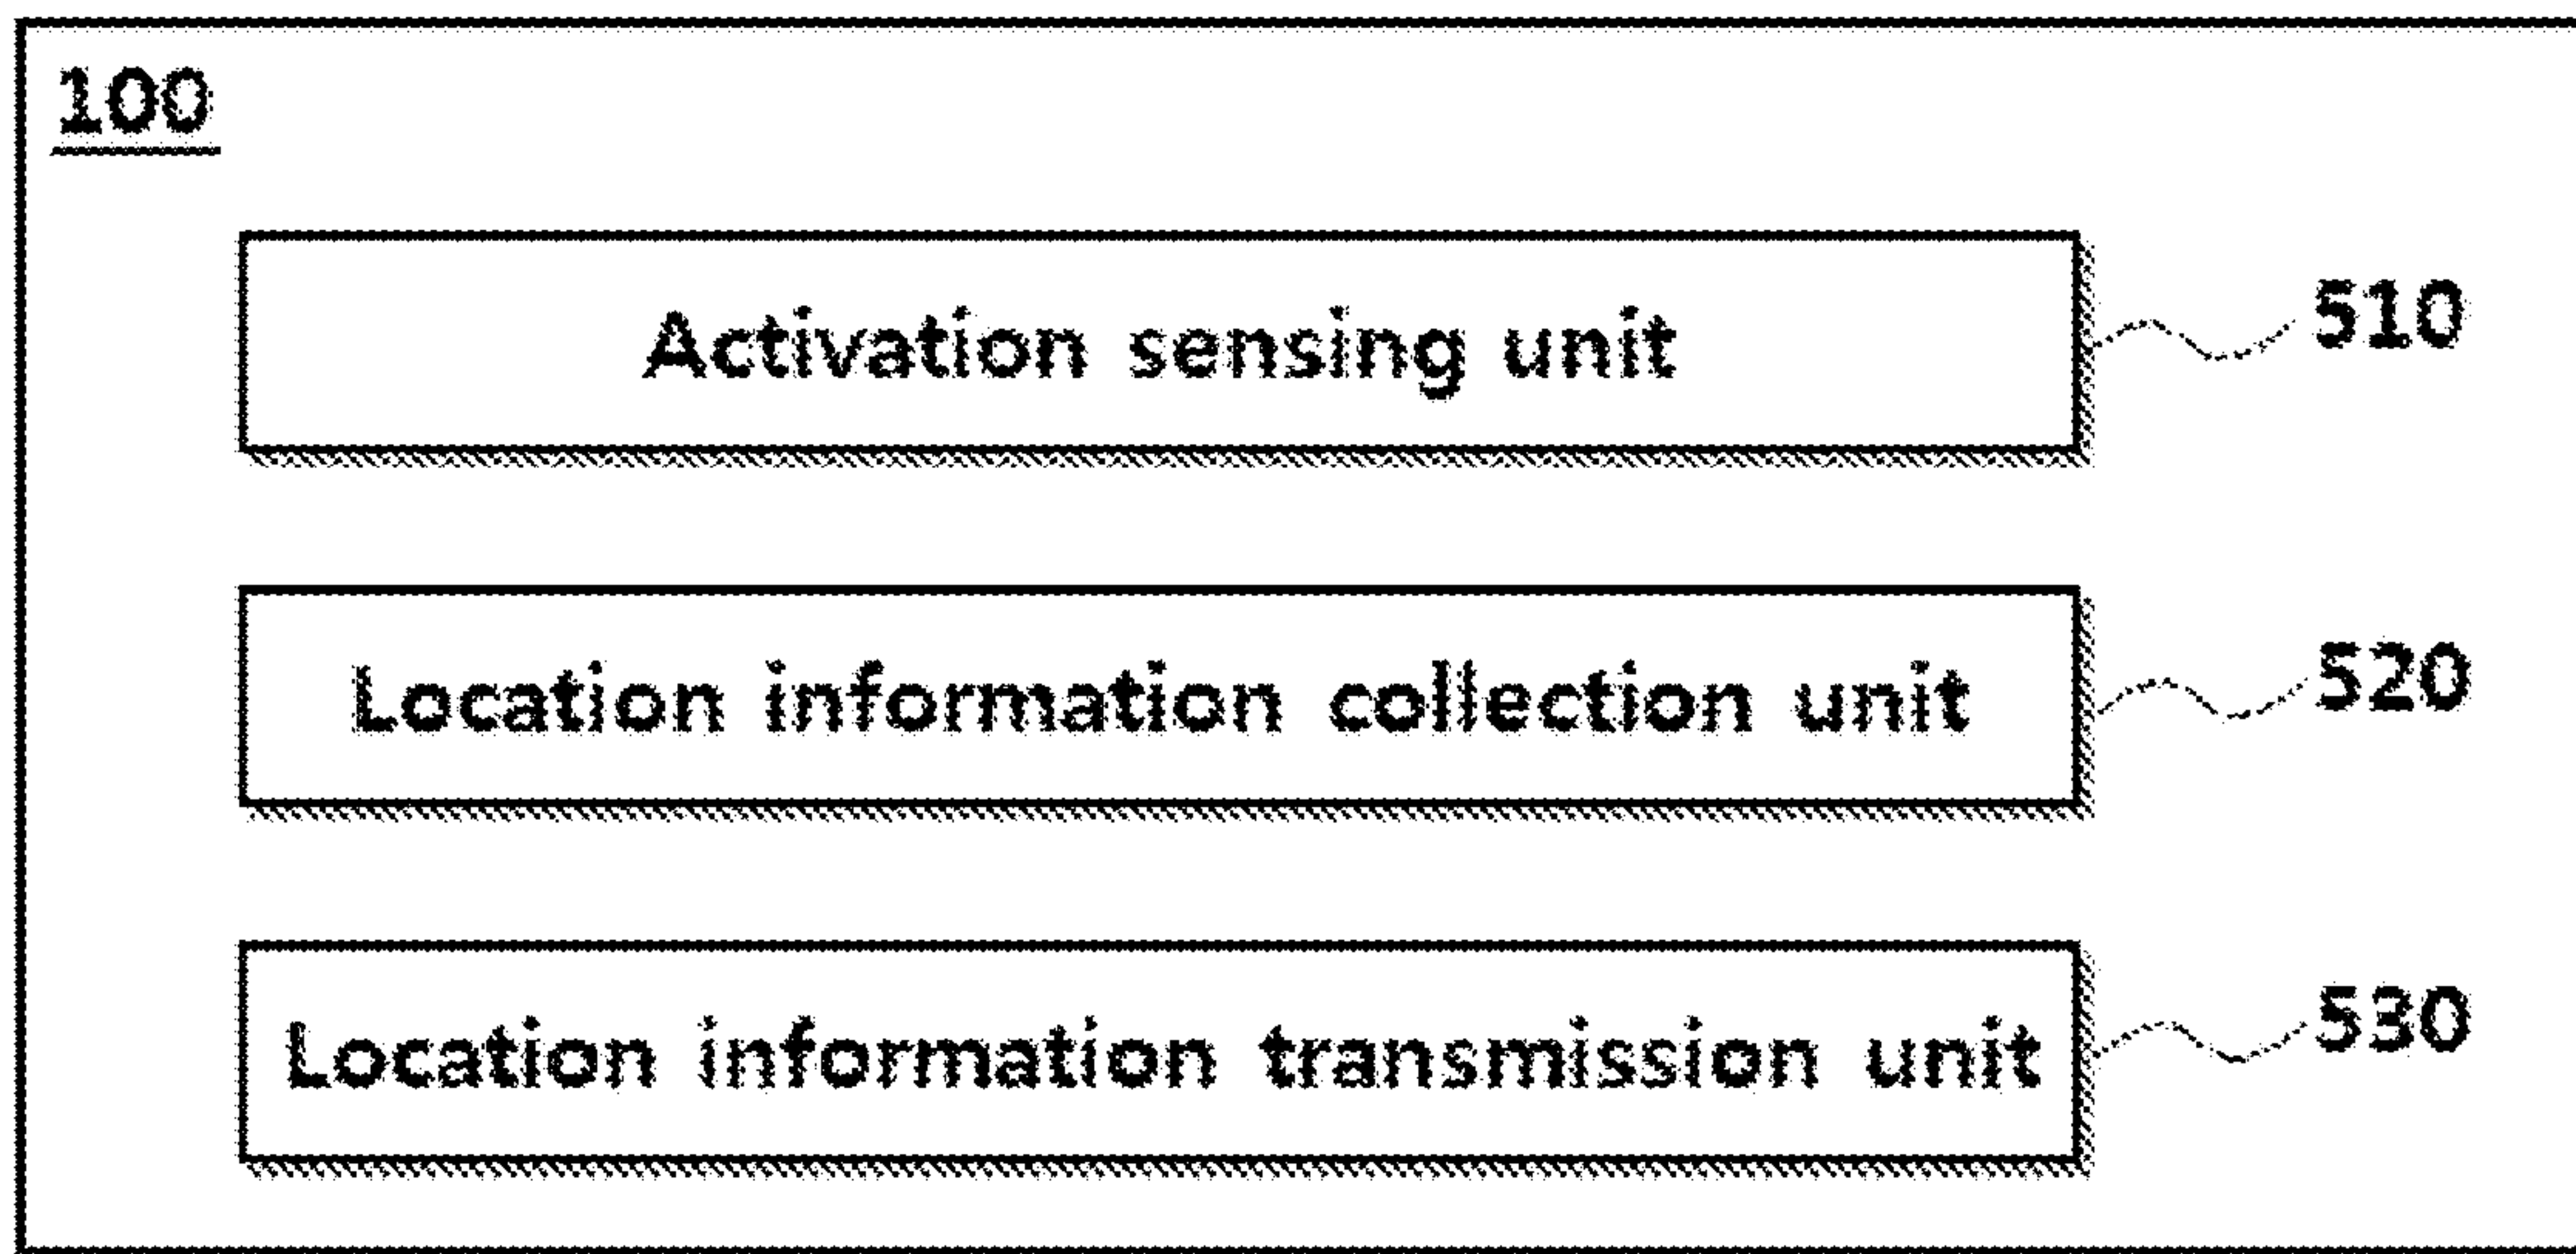 100
Activation sensing unit 510
Location information collection unit 520
Location information transmission unit 530